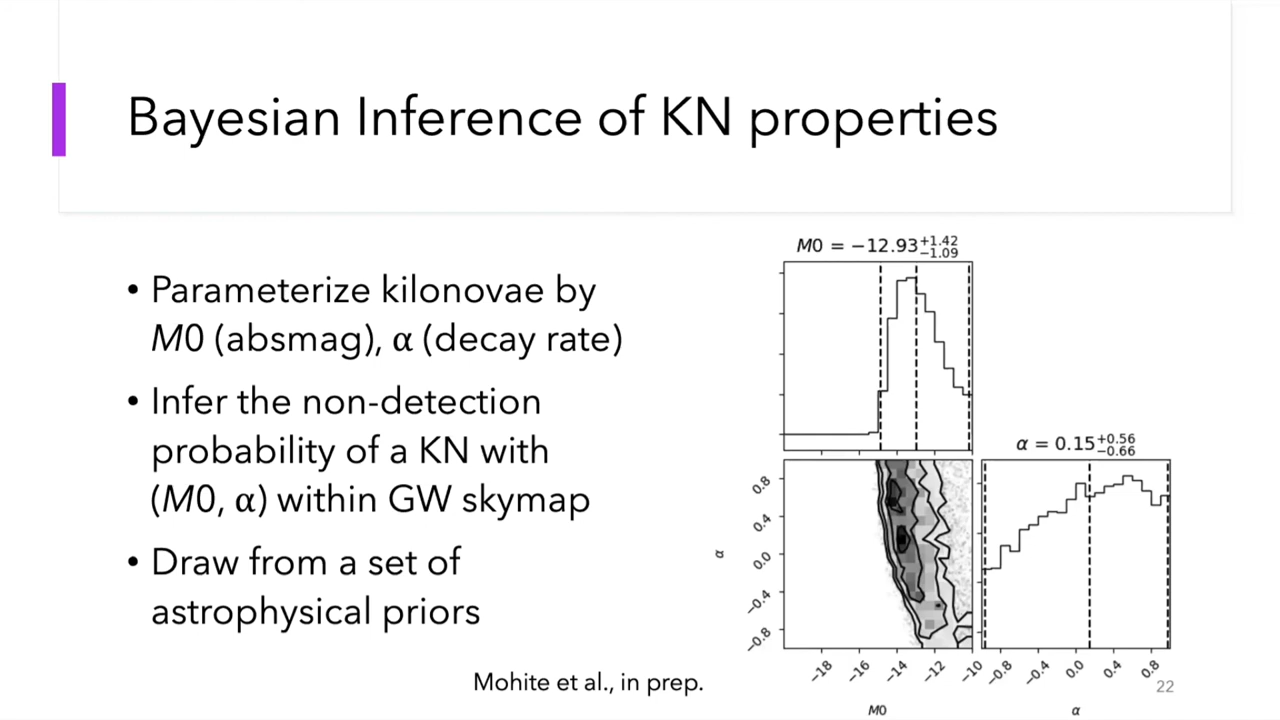 Bayesian Inference of KN properties
• Parameterize kilonovae by
M0 (absmag), α (decay rate)
• Infer the non-detection
probability of a KN with
(M0, α) within GW skymap
• Draw from a set of
astrophysical priors
Mohite et al., in prep.
M0 = −12.93+1.42−1.09
α = 0.15+0.56−0.66
α
0.8
0.4
0.0
−0.4
−0.8
−18 −16 −14 −12 −10
M0
−0.8 −0.4 0.0 0.4 0.8
α
22